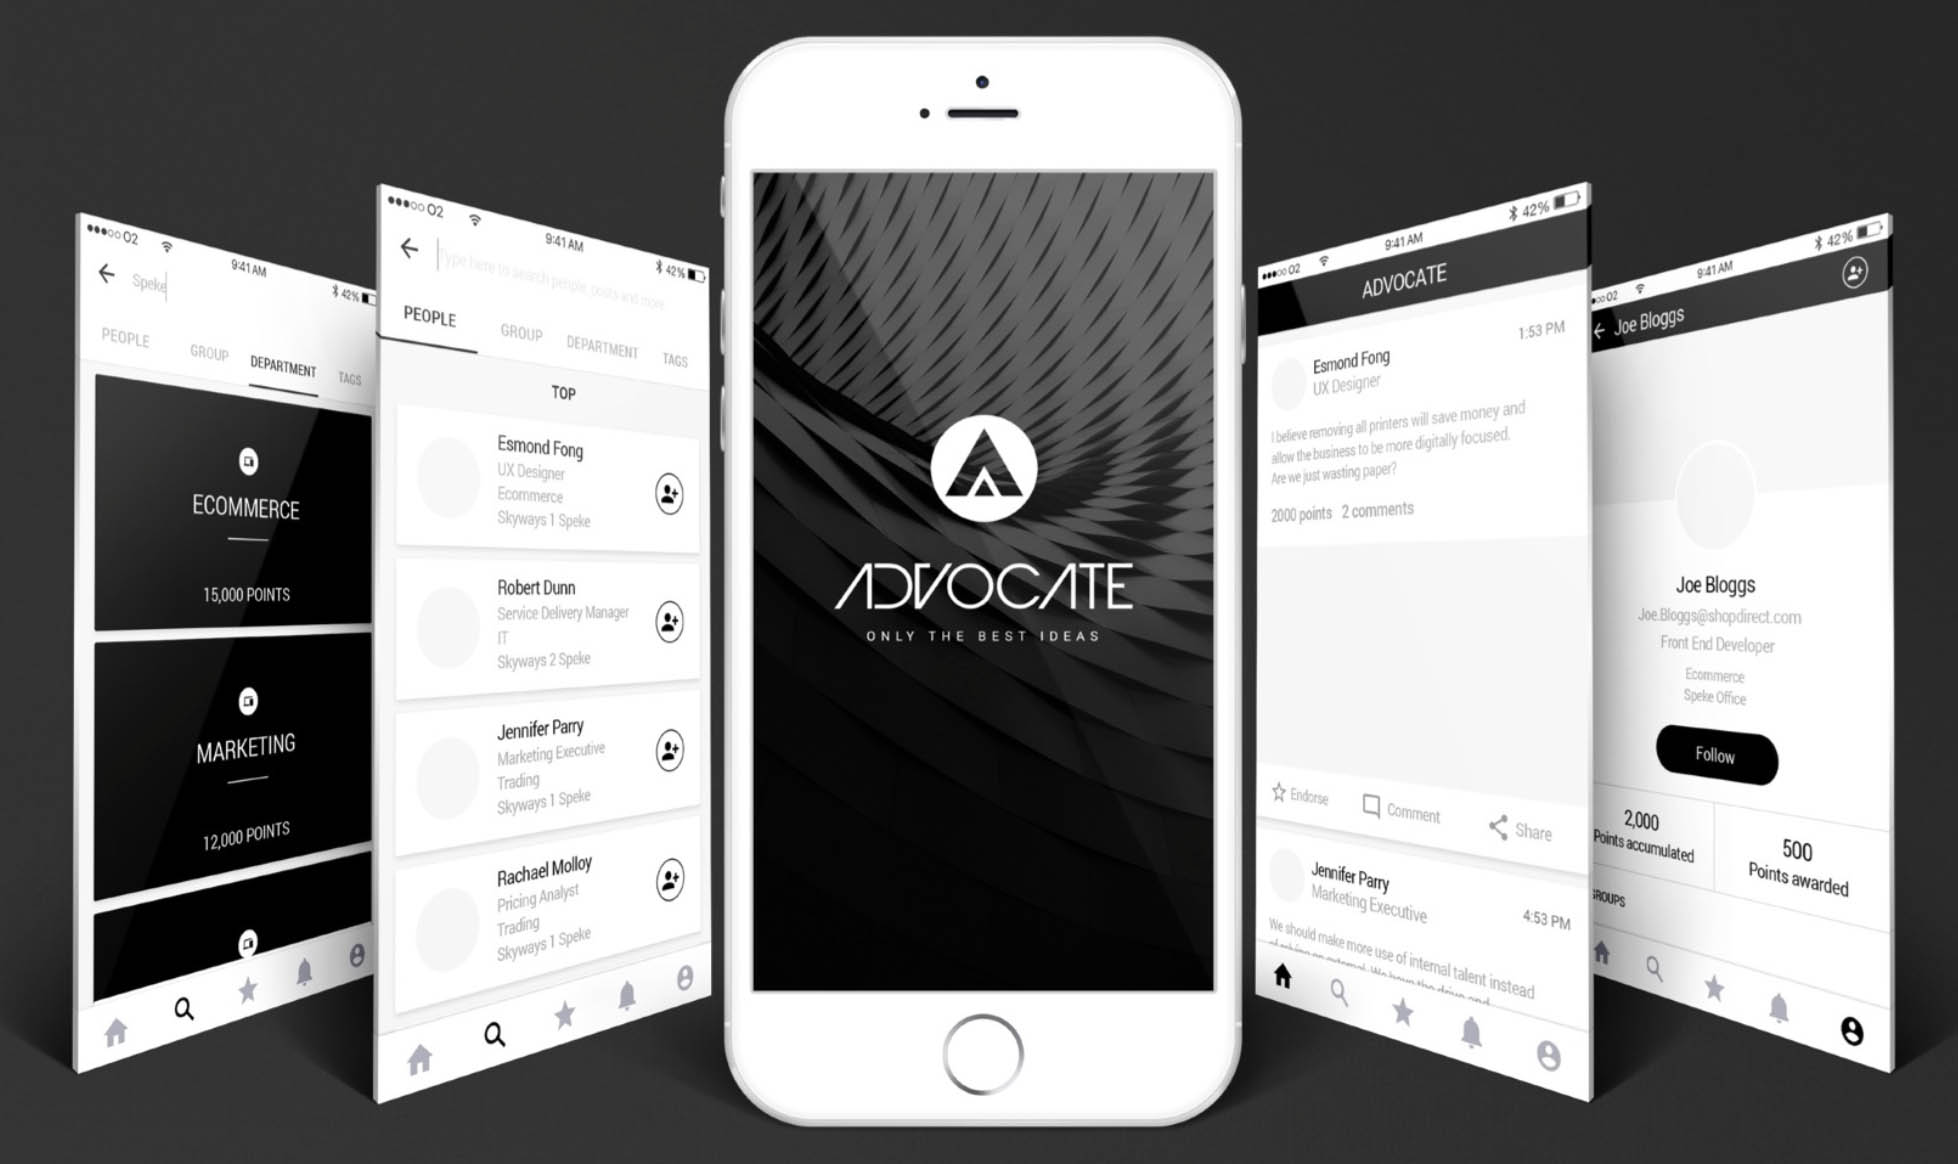 O2
9:41 AM
42%
Speke
PEOPLE
GROUP
DEPARTMENT
TAGS
ECOMMERCE
15,000 POINTS
MARKETING
12,000 POINTS
O2
9:41 AM
42%
Type here to search people, posts and more
PEOPLE
GROUP
DEPARTMENT
TAGS
TOP
Esmond Fong
UX Designer
Ecommerce
Skyways 1 Speke
Robert Dunn
Service Delivery Manager
IT
Skyways 2 Speke
Jennifer Parry
Marketing Executive
Trading
Skyways 1 Speke
Rachael Molloy
Pricing Analyst
Trading
Skyways 1 Speke
ADVOCATE
ONLY THE BEST IDEAS
O2
9:41 AM
42%
ADVOCATE
1:53 PM
Esmond Fong
UX Designer
I believe removing all printers will save money and
allow the business to be more digitally focused.
Are we just wasting paper?
2000 points 2 comments
Endorse
Comment
Share
Jennifer Parry
Marketing Executive
4:53 PM
We should make more use of internal talent instead
O2
9:41 AM
42%
Joe Bloggs
Joe Bloggs
Joe.Bloggs@shopdirect.com
Front End Developer
Ecommerce
Speke Office
Follow
2,000
Points accumulated
500
Points awarded
GROUPS